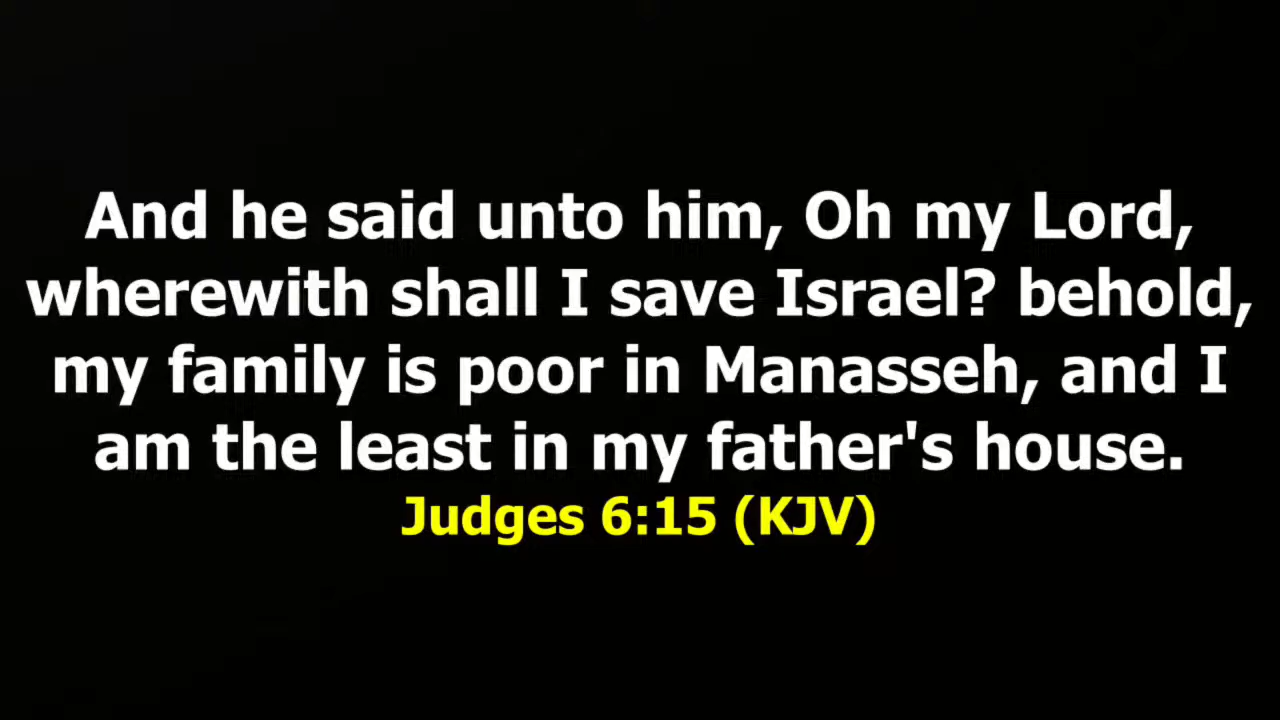 And he said unto him, Oh my Lord,
wherewith shall I save Israel? behold,
my family is poor in Manasseh, and I
am the least in my father's house.
Judges 6:15 (KJV)